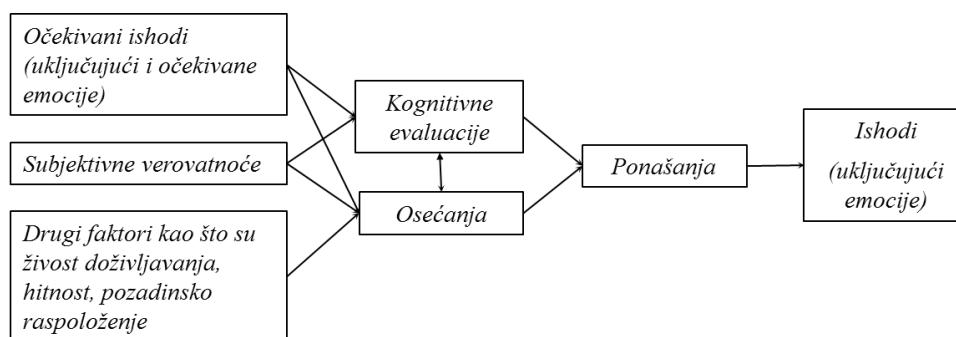 Očekivani ishodi
(uključujući i očekivane
emocije)
Subjektivne verovatnoće
Drugi faktori kao što su
živost doživljavanja,
hitnost, pozadinsko
raspoloženje
Kognitivne
evaluacije
Osećanja
Ponašanja
Ishodi
(uključujući
emocije)